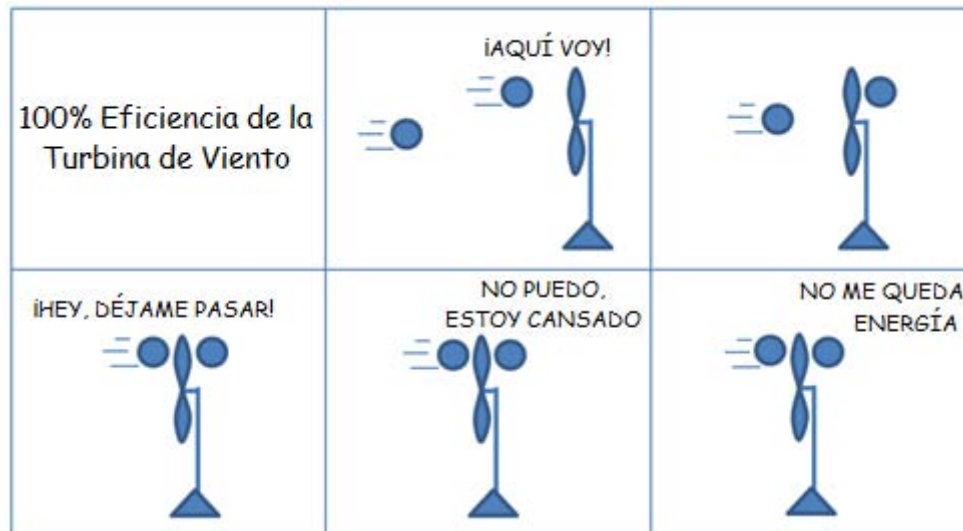 100% Eficiencia de la
Turbina de Viento
¡AQUÍ VOY!
¡HEY, DÉJAME PASAR!
NO PUEDO,
ESTOY CANSADO
NO ME QUEDA
ENERGÍA